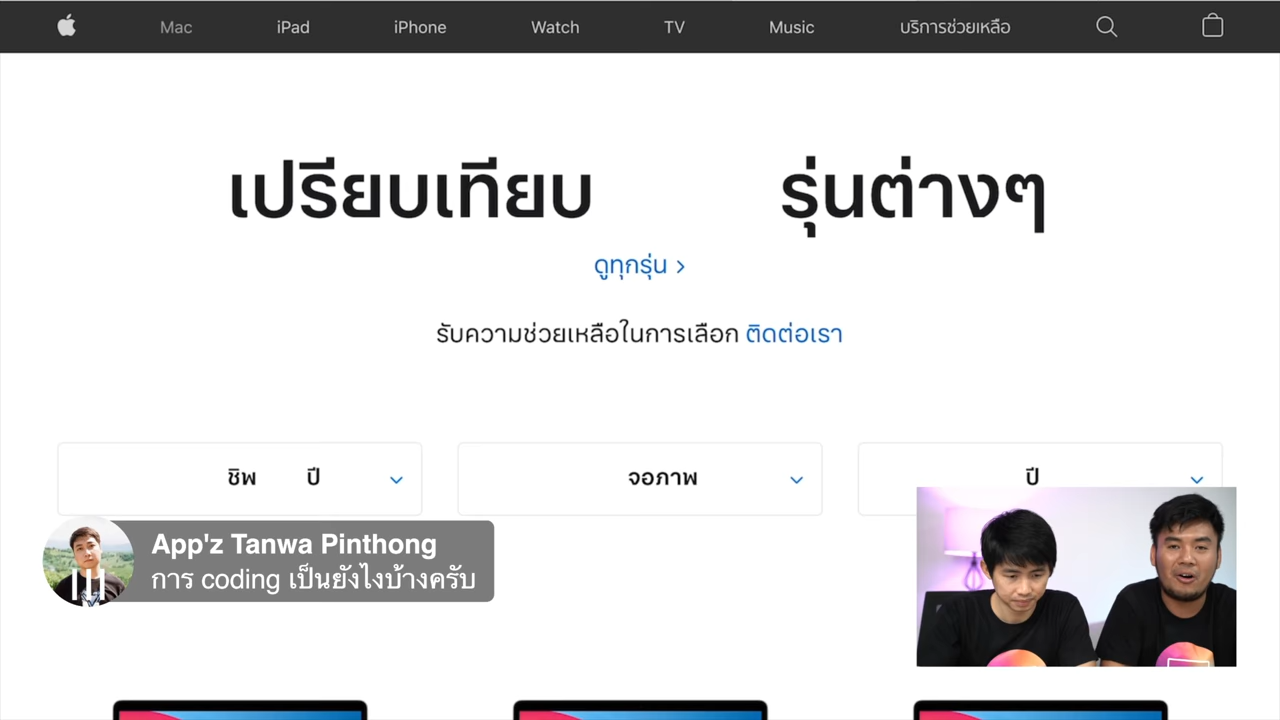 Mac iPad iPhone Watch TV Music บริการช่วยเหลือ
เปรียบเทียบ รุ่นต่างๆ
ดูทุกรุ่น >
รับความช่วยเหลือในการเลือก ติดต่อเรา
ชิพ ปี จอภาพ ปี
App'z Tanwa Pinthong
การ coding เป็นยังไงบ้างครับ